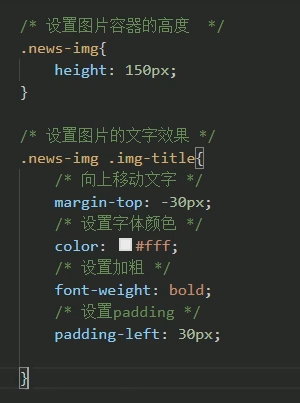 /* 设置图片容器的高度  */
.news-img{
height: 150px;
}
/* 设置图片的文字效果 */
.news-img .img-title{
/* 向上移动文字 */
margin-top: -30px;
/* 设置字体颜色 */
color: #fff;
/* 设置加粗 */
font-weight: bold;
/* 设置padding */
padding-left: 30px;
}